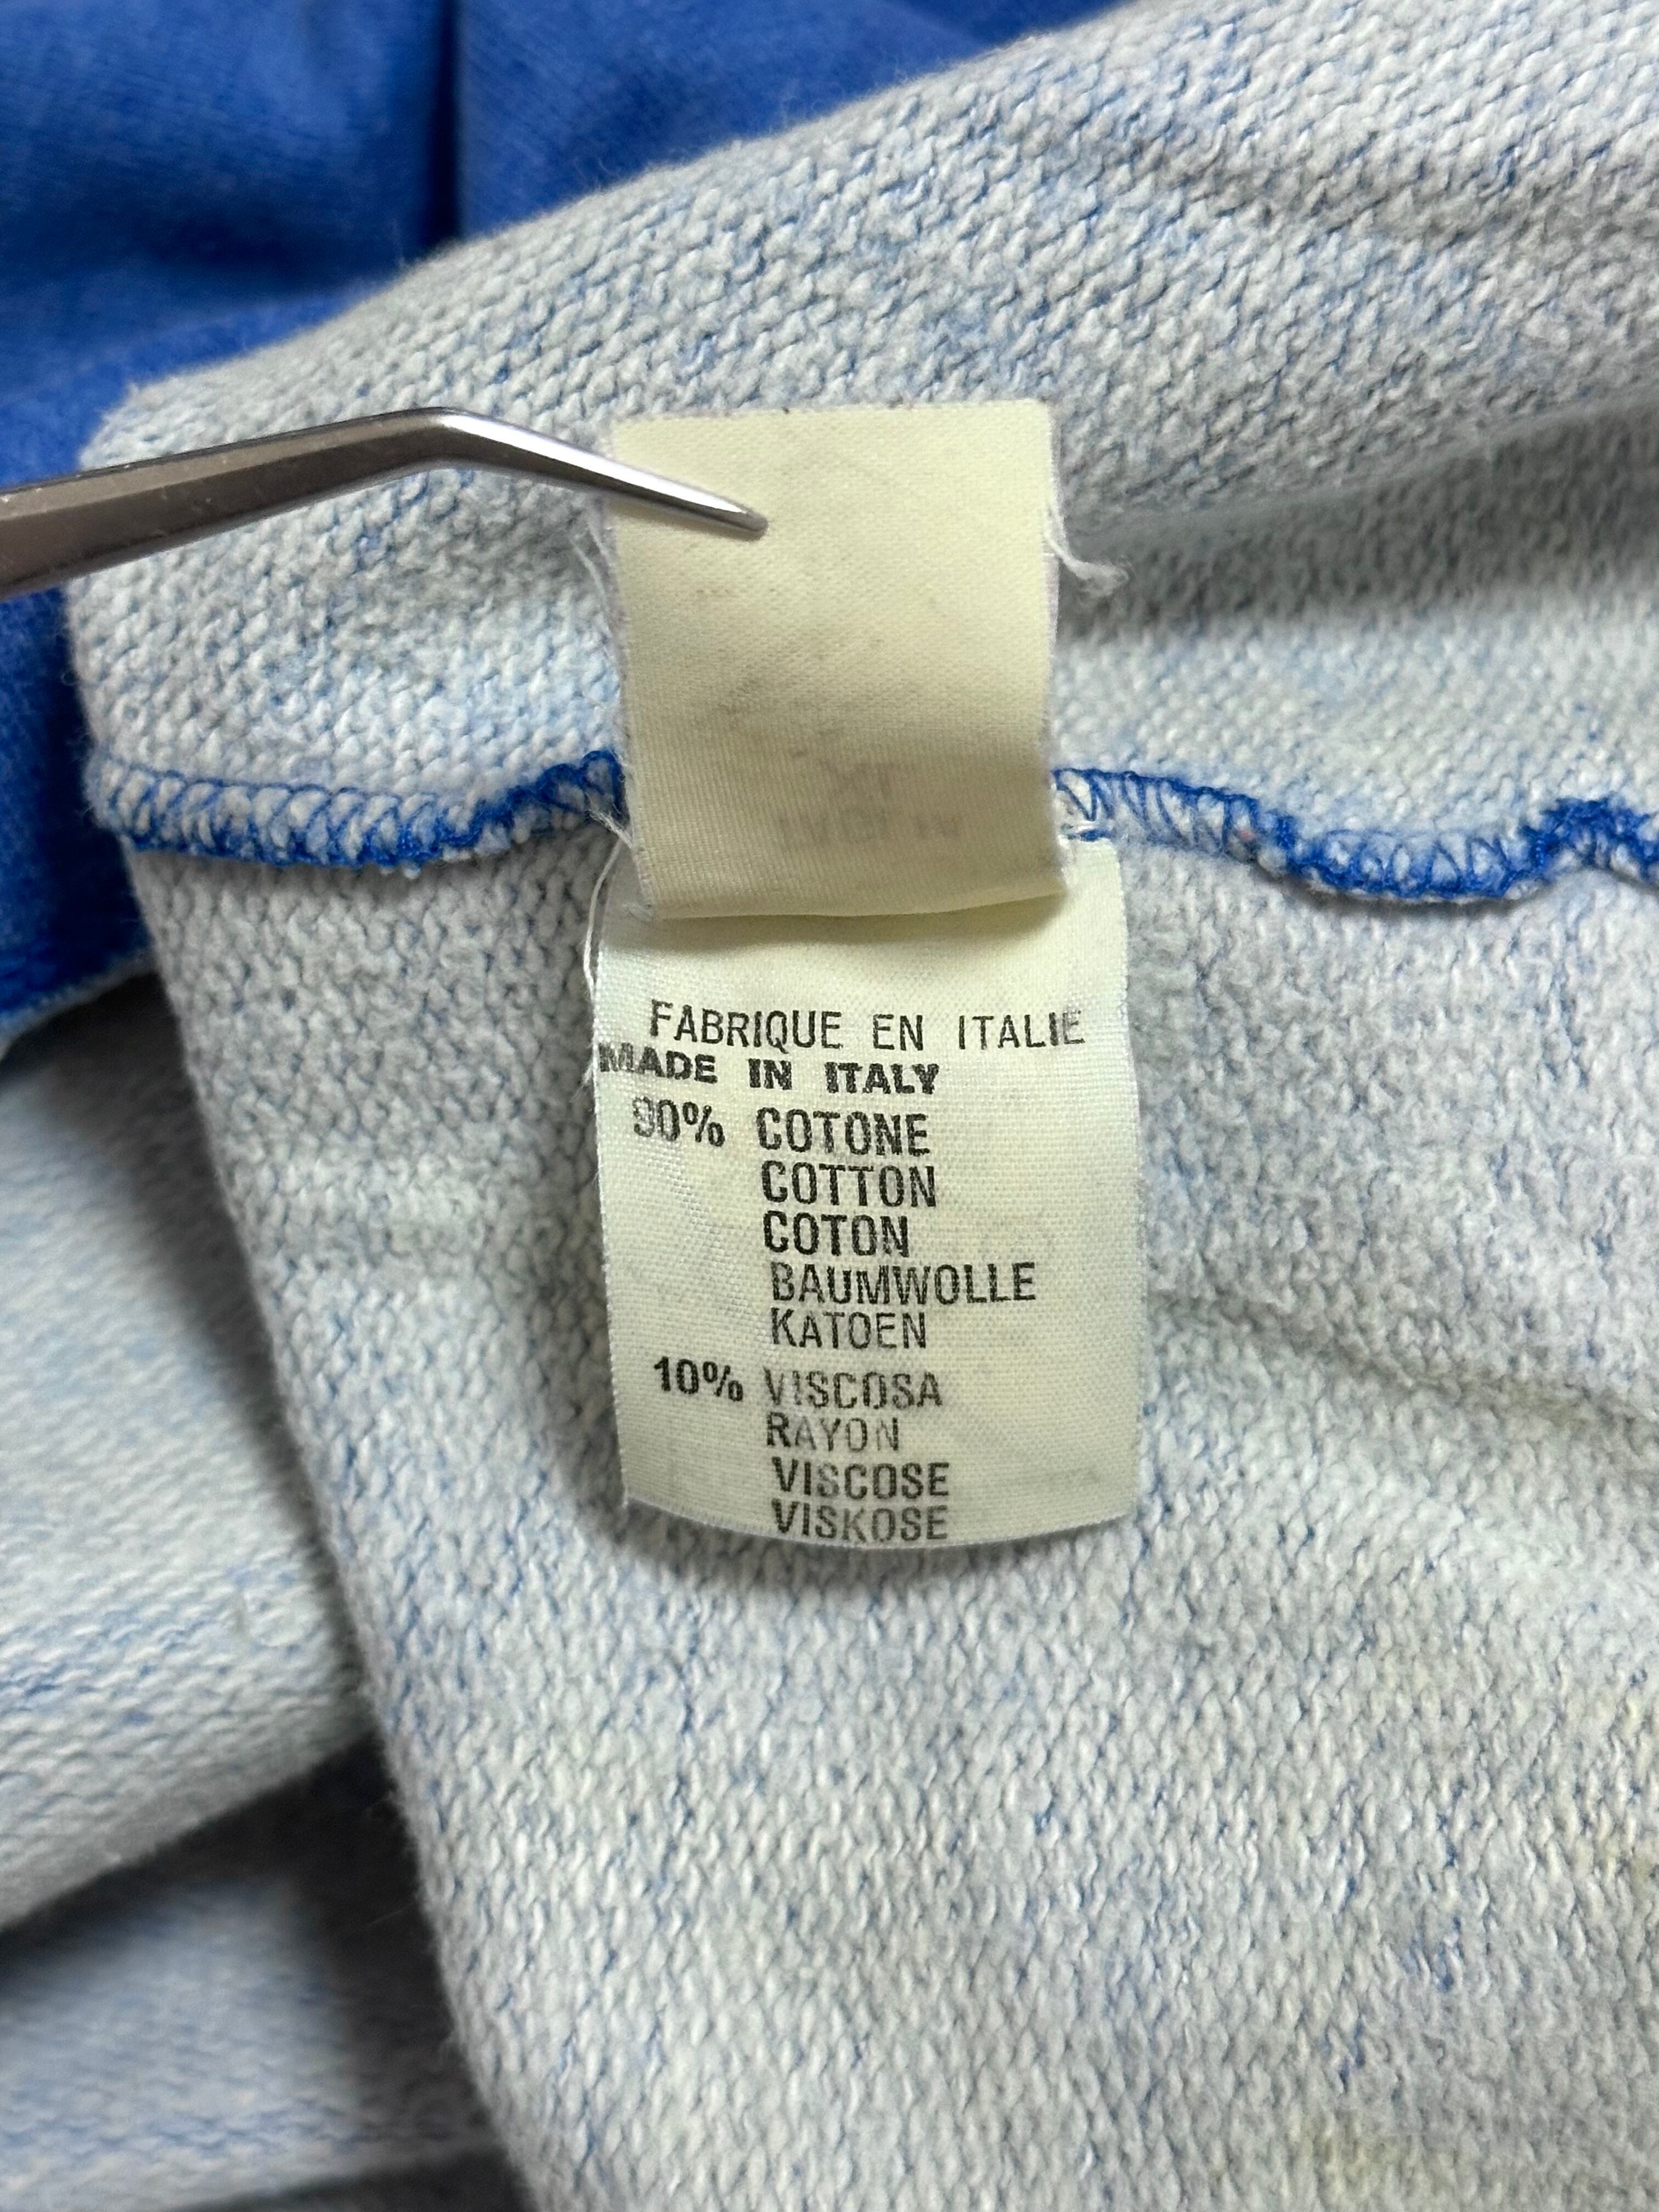 FABRIQUE EN ITALIE
MADE IN ITALY
90% COTONE
COTTON
COTON
BAUMWOLLE
KATOEN
10% VISCOSA
RAYON
VISCOSE
VISKOSE